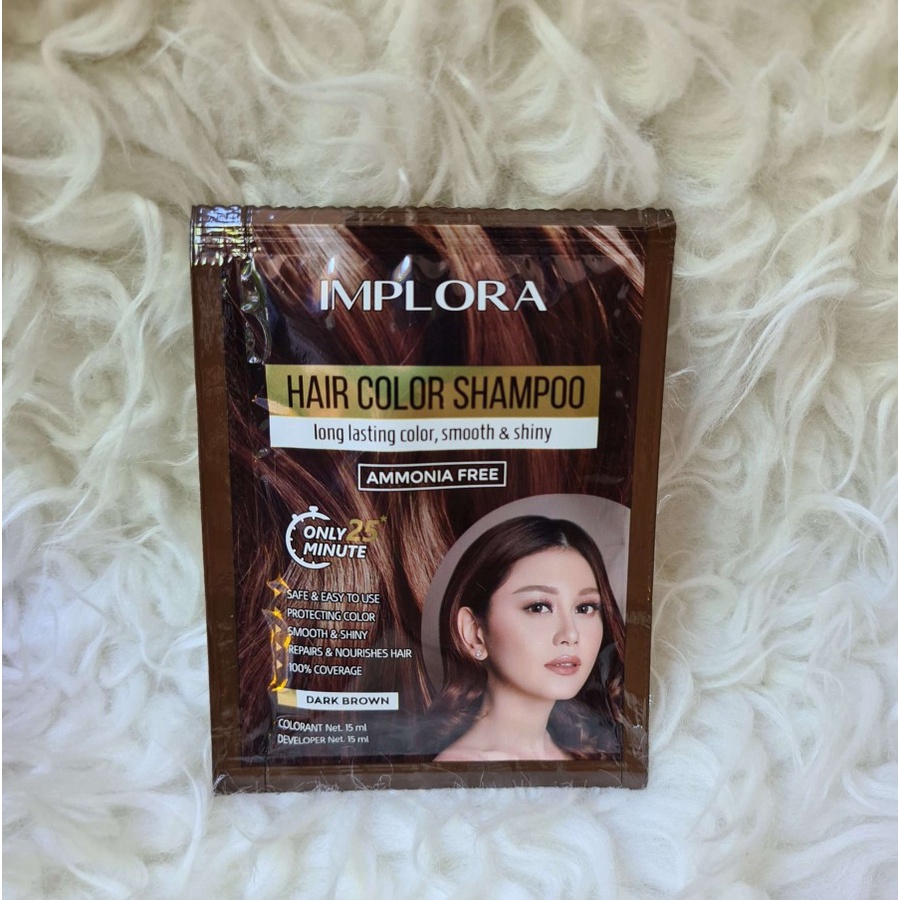 IMPLORA
HAIR COLOR SHAMPOO
long lasting color, smooth & shiny
AMMONIA FREE
ONLY 25*
MINUTE
SAFE & EASY TO USE
PROTECTING COLOR
SMOOTH & SHINY
REPAIRS & NOURISHES HAIR
100% COVERAGE
DARK BROWN
COLORANT Net. 15 ml
DEVELOPER Net. 15 ml